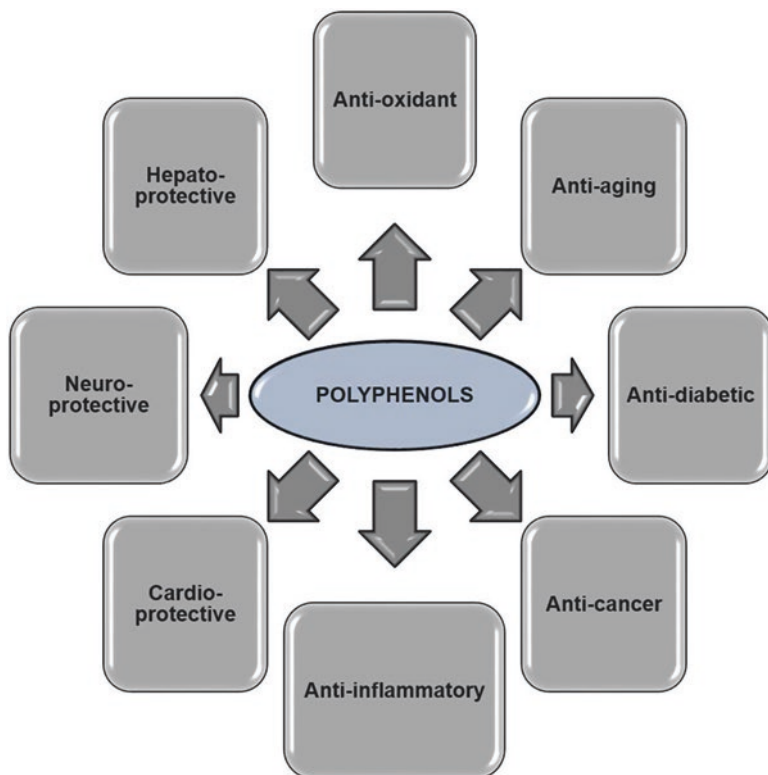 Anti-oxidant
Hepato-
protective
Anti-aging
Neuro-
protective
POLYPHENOLS
Anti-diabetic
Cardio-
protective
Anti-cancer
Anti-inflammatory